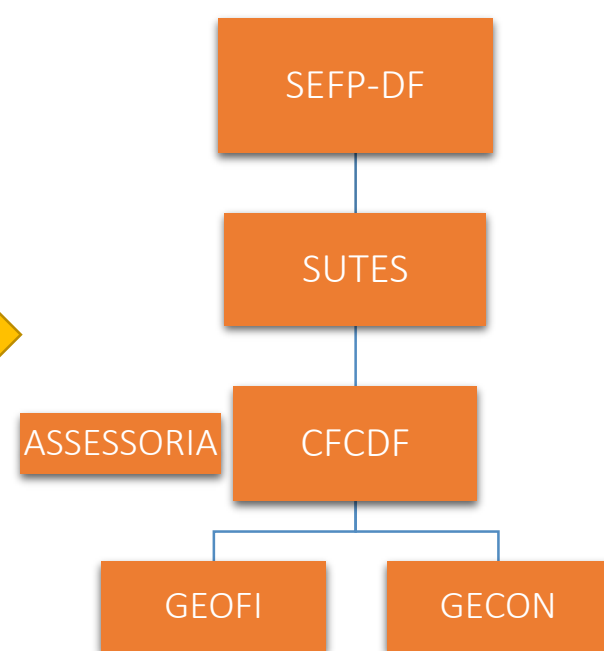 SEFP-DF
SUTES
ASSESSORIA
CFCDF
GEOFI
GECON